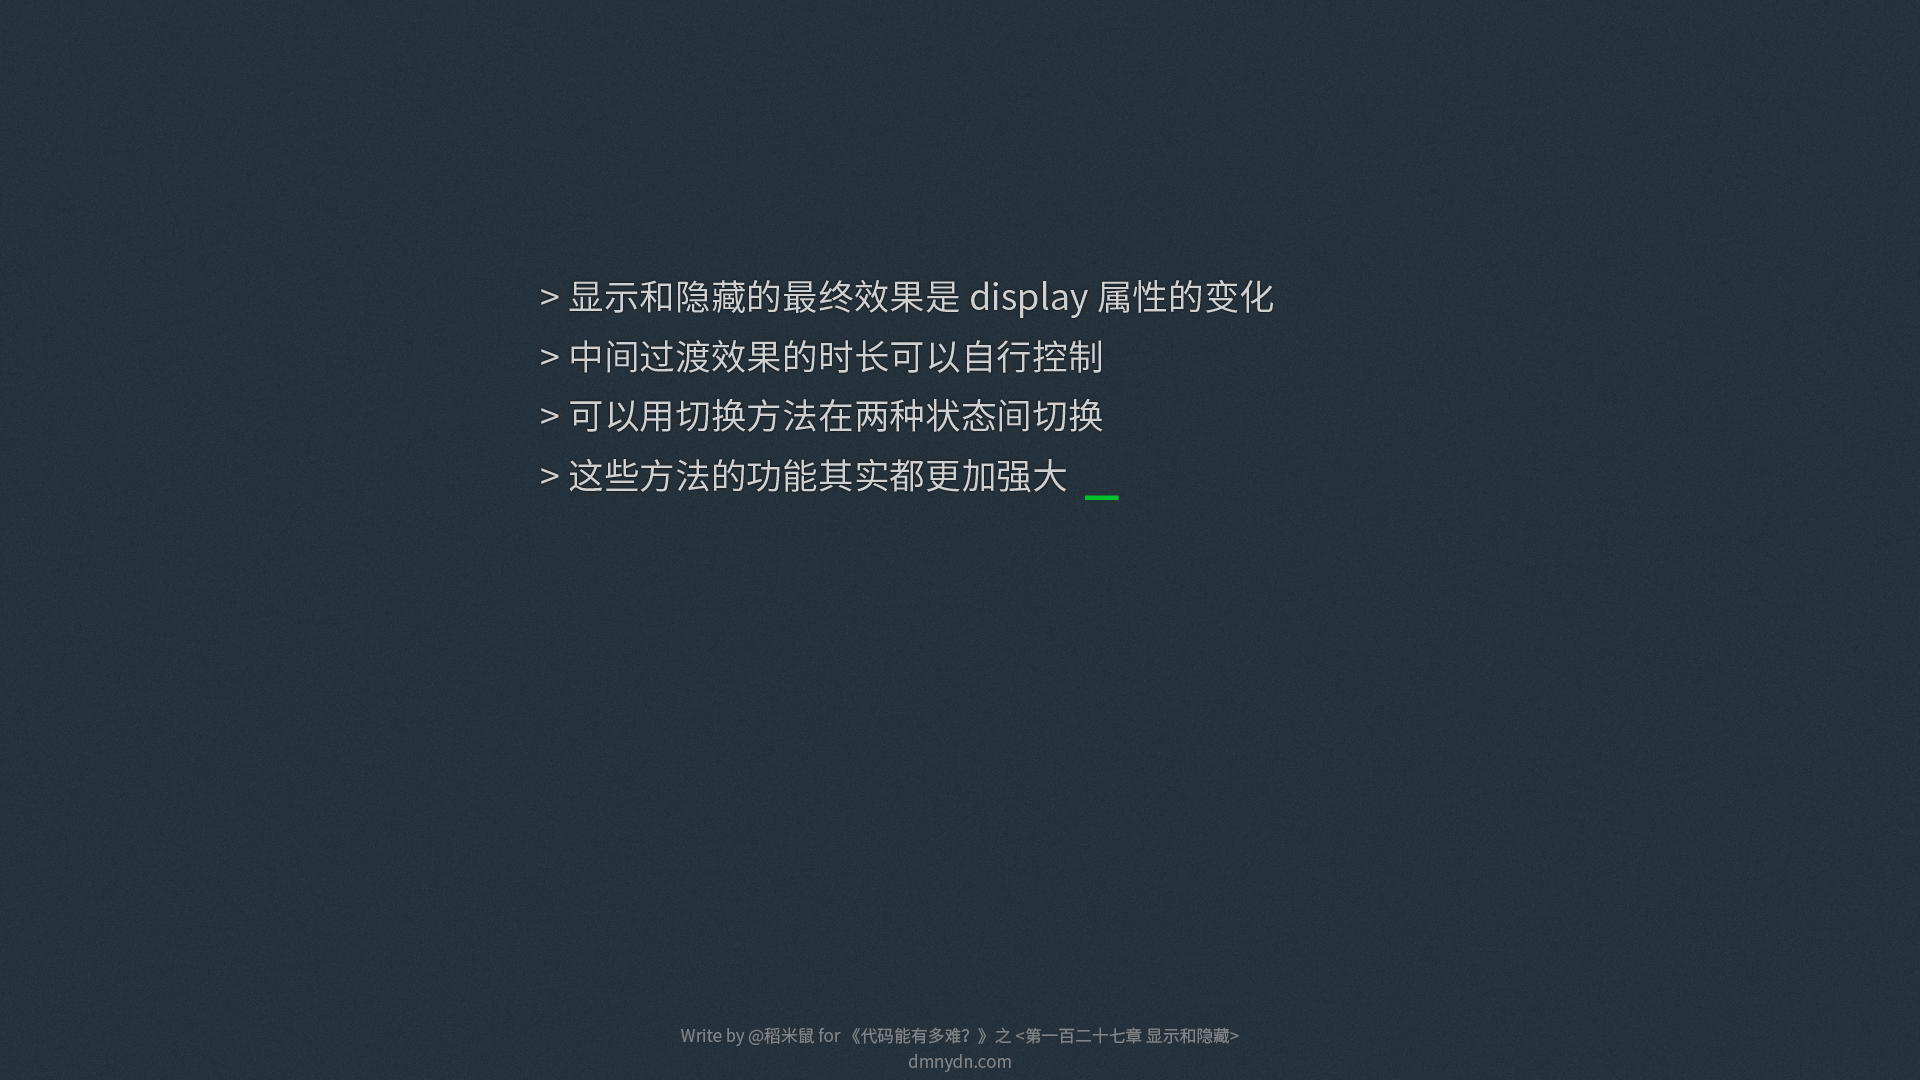 > 显示和隐藏的最终效果是 display 属性的变化
> 中间过渡效果的时长可以自行控制
> 可以用切换方法在两种状态间切换
> 这些方法的功能其实都更加强大 _
Write by @稻米鼠 for 《代码能有多难？》之 <第一百二十七章 显示和隐藏>
dmnydn.com